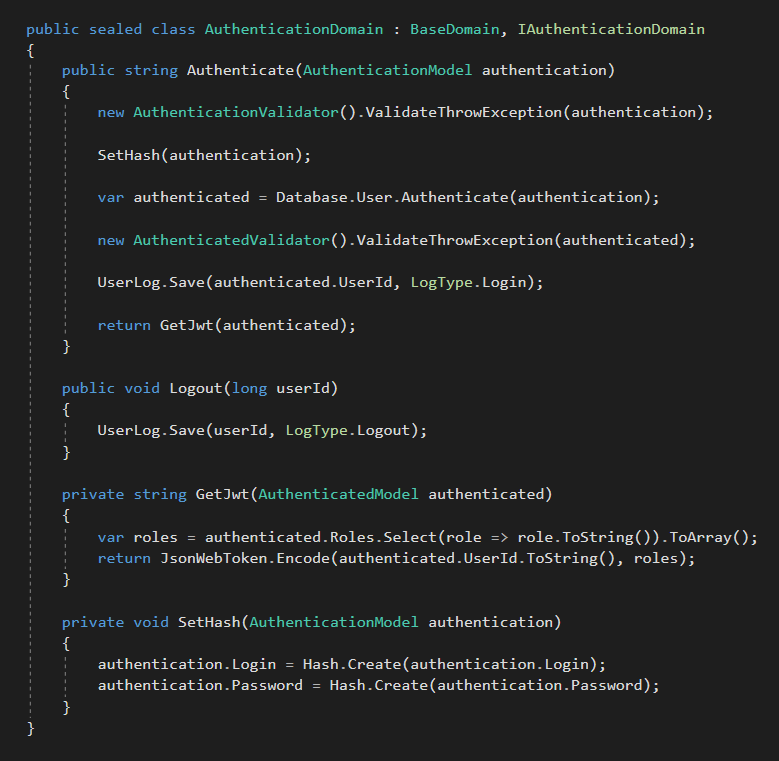 public sealed class AuthenticationDomain : BaseDomain, IAuthenticationDomain
{
public string Authenticate(AuthenticationModel authentication)
{
new AuthenticationValidator().ValidateThrowException(authentication);
SetHash(authentication);
var authenticated = Database.User.Authenticate(authentication);
new AuthenticatedValidator().ValidateThrowException(authenticated);
UserLog.Save(authenticated.UserId, LogType.Login);
return GetJwt(authenticated);
}
public void Logout(long userId)
{
UserLog.Save(userId, LogType.Logout);
}
private string GetJwt(AuthenticatedModel authenticated)
{
var roles = authenticated.Roles.Select(role => role.ToString()).ToArray();
return JsonWebToken.Encode(authenticated.UserId.ToString(), roles);
}
private void SetHash(AuthenticationModel authentication)
{
authentication.Login = Hash.Create(authentication.Login);
authentication.Password = Hash.Create(authentication.Password);
}
}